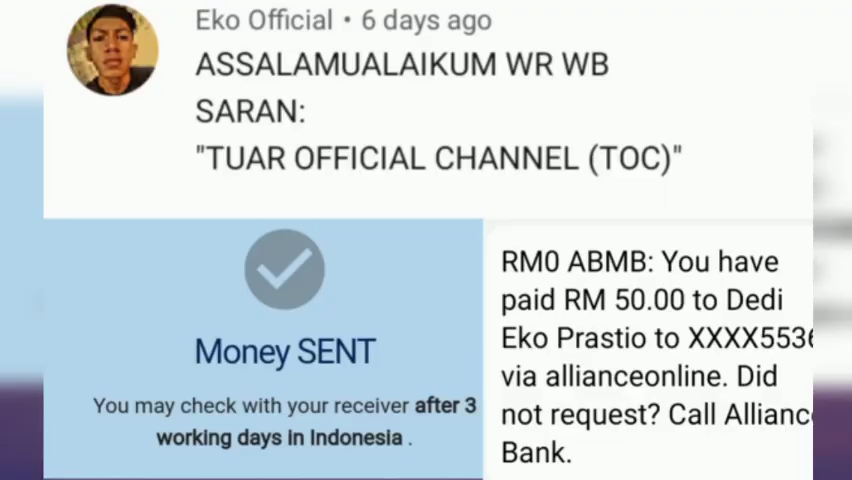 Eko Official • 6 days ago
ASSALAMUALAIKUM WR WB
SARAN:
"TUAR OFFICIAL CHANNEL (TOC)"
Money SENT
You may check with your receiver after 3
working days in Indonesia .
RM0 ABMB: You have
paid RM 50.00 to Dedi
Eko Prastio to XXXX5536
via allianceonline. Did
not request? Call Alliance
Bank.